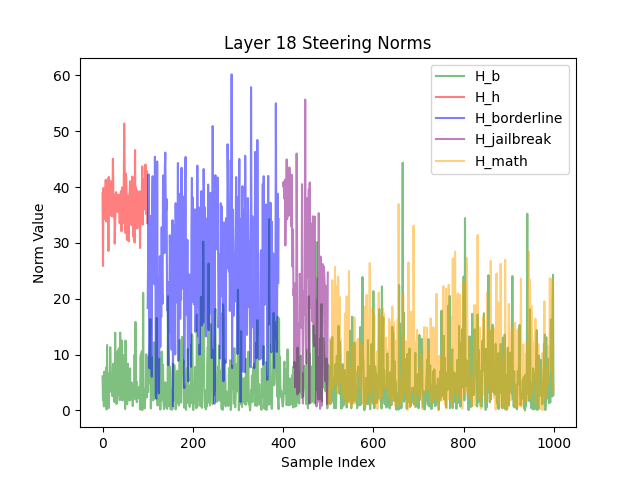 Layer 18 Steering Norms
Norm Value
60
50
40
30
20
10
0
H_b
H_h
H_borderline
H_jailbreak
H_math
0 200 400 600 800 1000
Sample Index